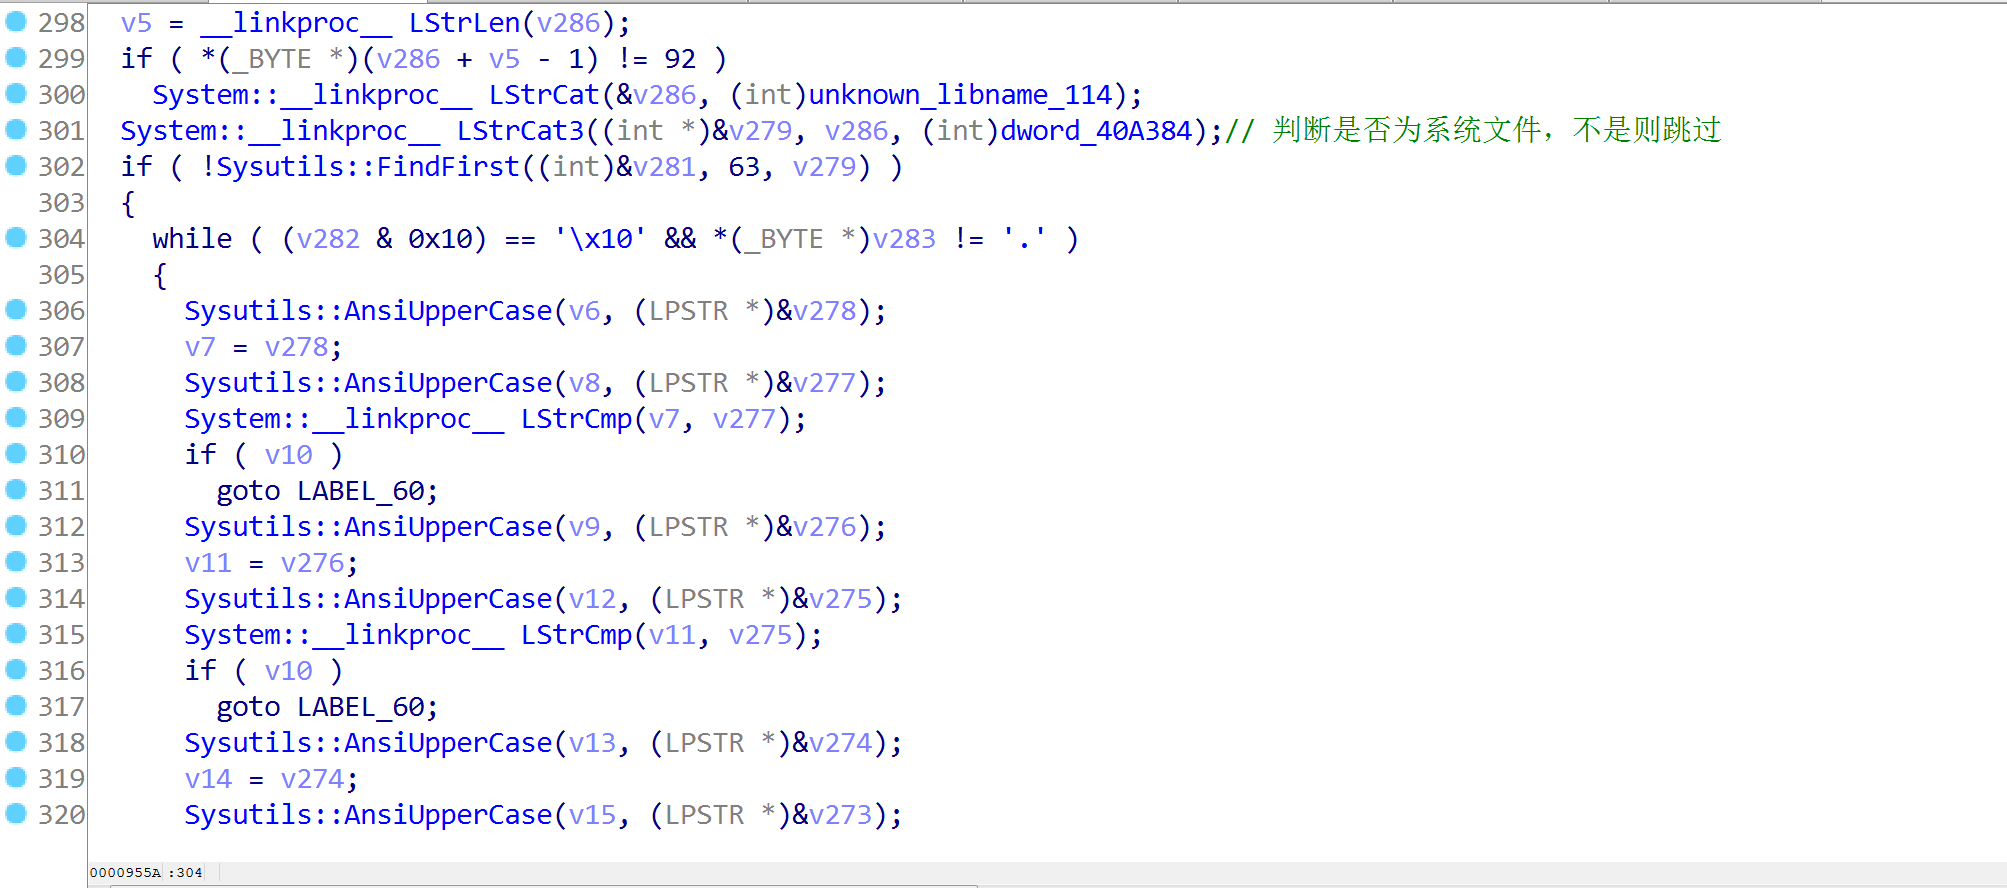 298 v5 = __linkproc__ LStrLen(v286);
299 if ( *(_BYTE *)(v286 + v5 - 1) != 92 )
300 System::__linkproc__ LStrCat(&v286, (int)unknown_libname_114);
301 System::__linkproc__ LStrCat3((int *)&v279, v286, (int)dword_40A384);// 判断是否为系统文件，不是则跳过
302 if ( !Sysutils::FindFirst((int)&v281, 63, v279) )
303 {
304 while ( (v282 & 0x10) == '\x10' && *(_BYTE *)v283 != '.' )
305 {
306 Sysutils::AnsiUpperCase(v6, (LPSTR *)&v278);
307 v7 = v278;
308 Sysutils::AnsiUpperCase(v8, (LPSTR *)&v277);
309 System::__linkproc__ LStrCmp(v7, v277);
310 if ( v10 )
311 goto LABEL_60;
312 Sysutils::AnsiUpperCase(v9, (LPSTR *)&v276);
313 v11 = v276;
314 Sysutils::AnsiUpperCase(v12, (LPSTR *)&v275);
315 System::__linkproc__ LStrCmp(v11, v275);
316 if ( v10 )
317 goto LABEL_60;
318 Sysutils::AnsiUpperCase(v13, (LPSTR *)&v274);
319 v14 = v274;
320 Sysutils::AnsiUpperCase(v15, (LPSTR *)&v273);
0000955A :304